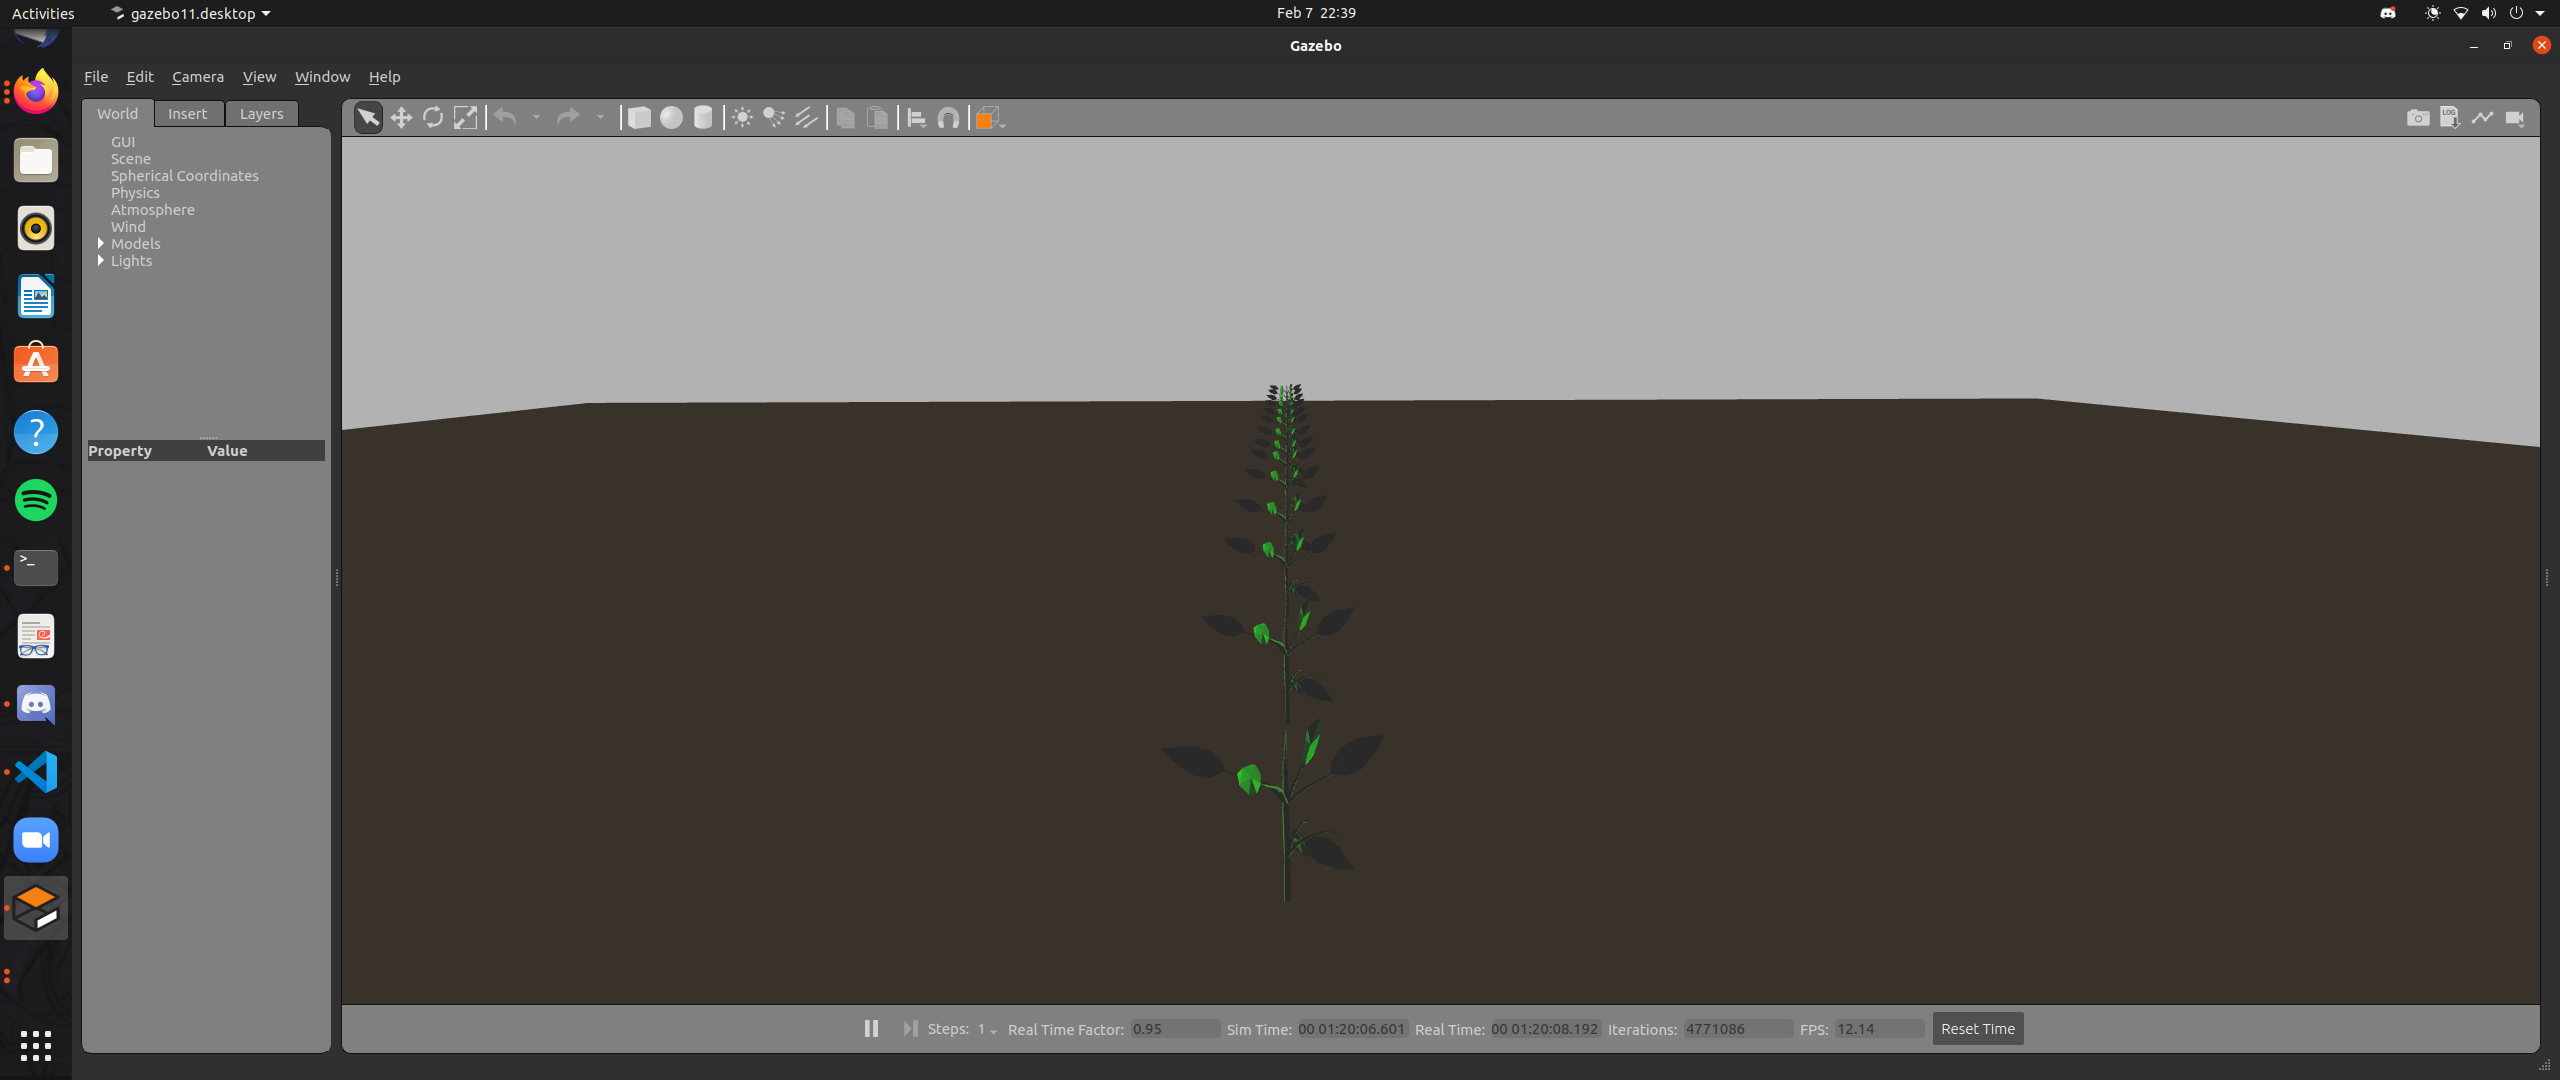 Activities gazebo11.desktop Feb 7 22:39
Gazebo
File Edit Camera View Window Help
World Insert Layers
LOG
GUI
Scene
Spherical Coordinates
Physics
Atmosphere
Wind
Models
Lights
Property Value
>_
Steps: 1 Real Time Factor: 0.95 Sim Time: 00 01:20:06.601 Real Time: 00 01:20:08.192 Iterations: 4771086 FPS: 12.14 Reset Time